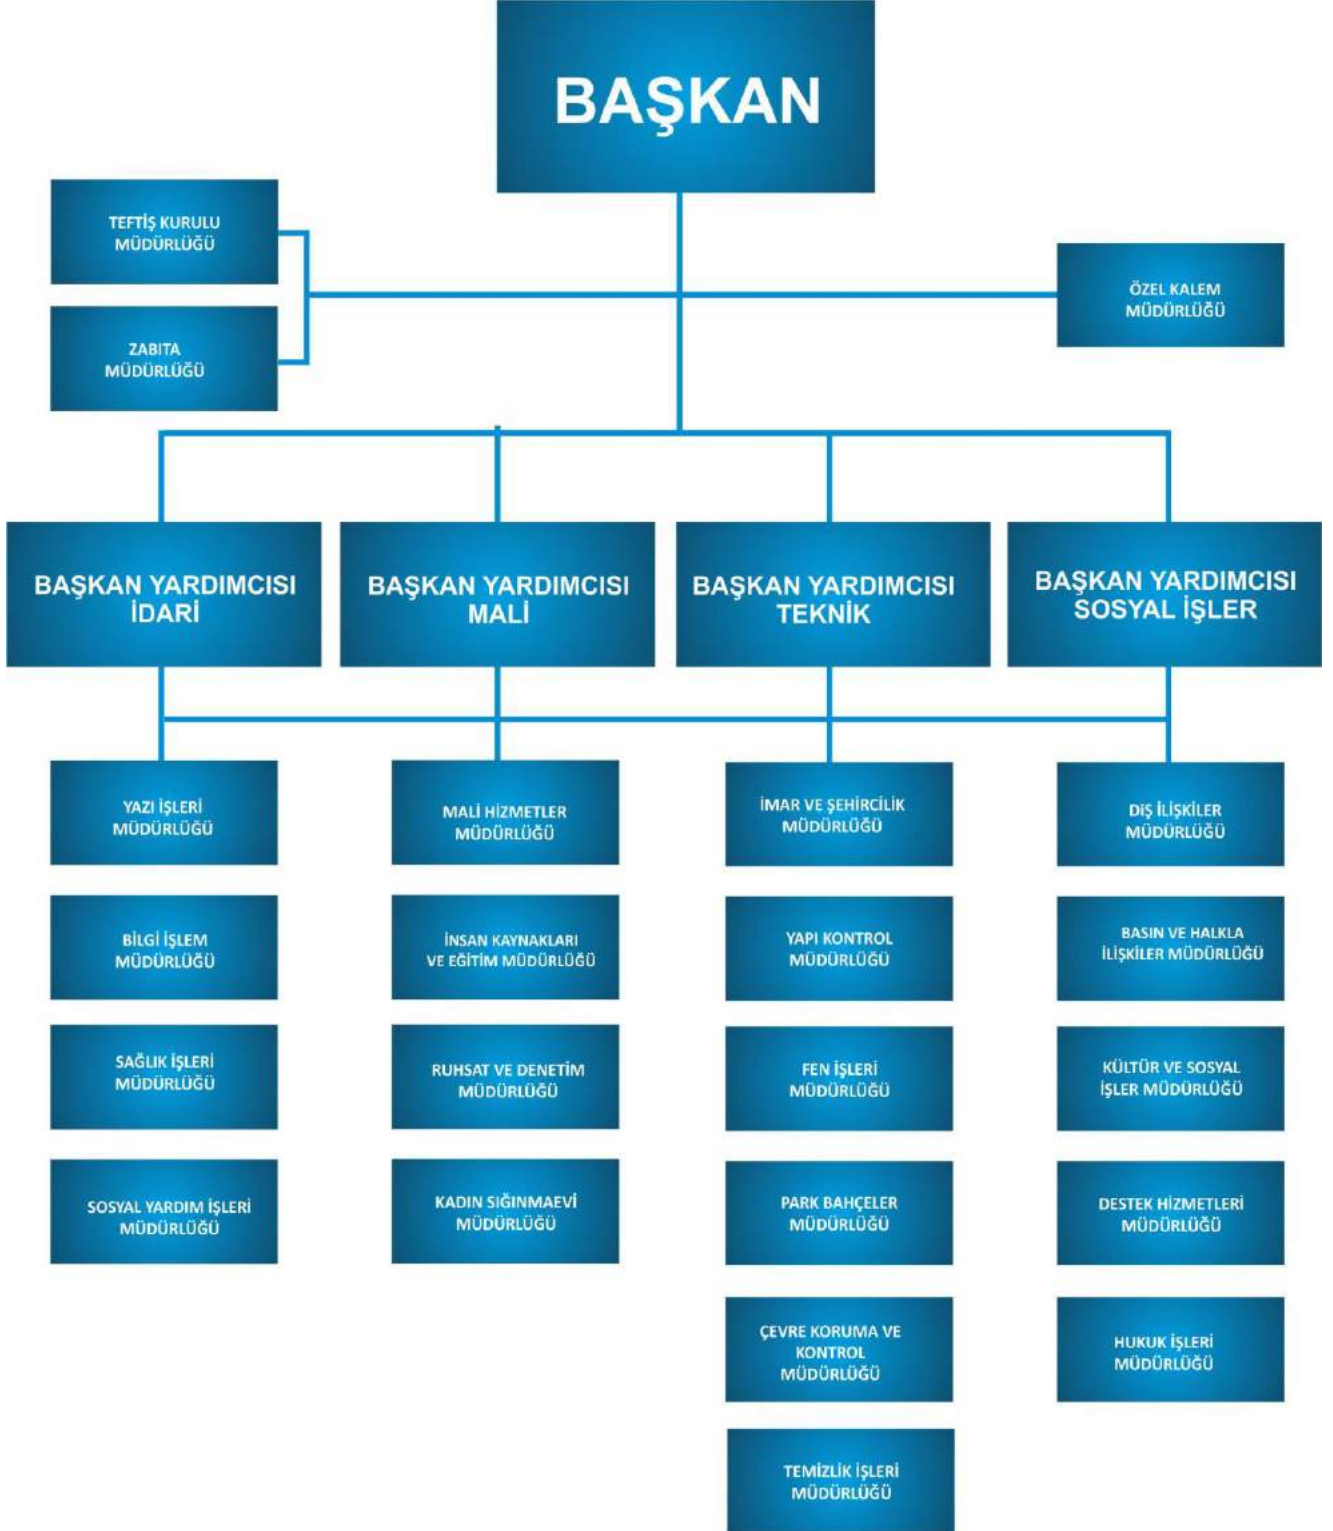 BAŞKAN
TEFTİŞ KURULU
MÜDÜRLÜĞÜ
ÖZEL KALEM
MÜDÜRLÜĞÜ
ZABITA
MÜDÜRLÜĞÜ
BAŞKAN YARDIMCISI
İDARİ
BAŞKAN YARDIMCISI
MALİ
BAŞKAN YARDIMCISI
TEKNİK
BAŞKAN YARDIMCISI
SOSYAL İŞLER
YAZI İŞLERİ
MÜDÜRLÜĞÜ
BİLGİ İŞLEM
MÜDÜRLÜĞÜ
SAĞLIK İŞLERİ
MÜDÜRLÜĞÜ
SOSYAL YARDIM İŞLERİ
MÜDÜRLÜĞÜ
MALİ HİZMETLER
MÜDÜRLÜĞÜ
İNSAN KAYNAKLARI
VE EĞİTİM MÜDÜRLÜĞÜ
RUHSAT VE DENETİM
MÜDÜRLÜĞÜ
KADIN SIĞINMAEVİ
MÜDÜRLÜĞÜ
İMAR VE ŞEHİRCİLİK
MÜDÜRLÜĞÜ
YAPI KONTROL
MÜDÜRLÜĞÜ
FEN İŞLERİ
MÜDÜRLÜĞÜ
PARK BAHÇELER
MÜDÜRLÜĞÜ
ÇEVRE KORUMA VE
KONTROL
MÜDÜRLÜĞÜ
TEMİZLİK İŞLERİ
MÜDÜRLÜĞÜ
DIŞ İLİŞKİLER
MÜDÜRLÜĞÜ
BASIN VE HALKLA
İLİŞKİLER MÜDÜRLÜĞÜ
KÜLTÜR VE SOSYAL
İŞLER MÜDÜRLÜĞÜ
DESTEK HİZMETLERİ
MÜDÜRLÜĞÜ
HUKUK İŞLERİ
MÜDÜRLÜĞÜ